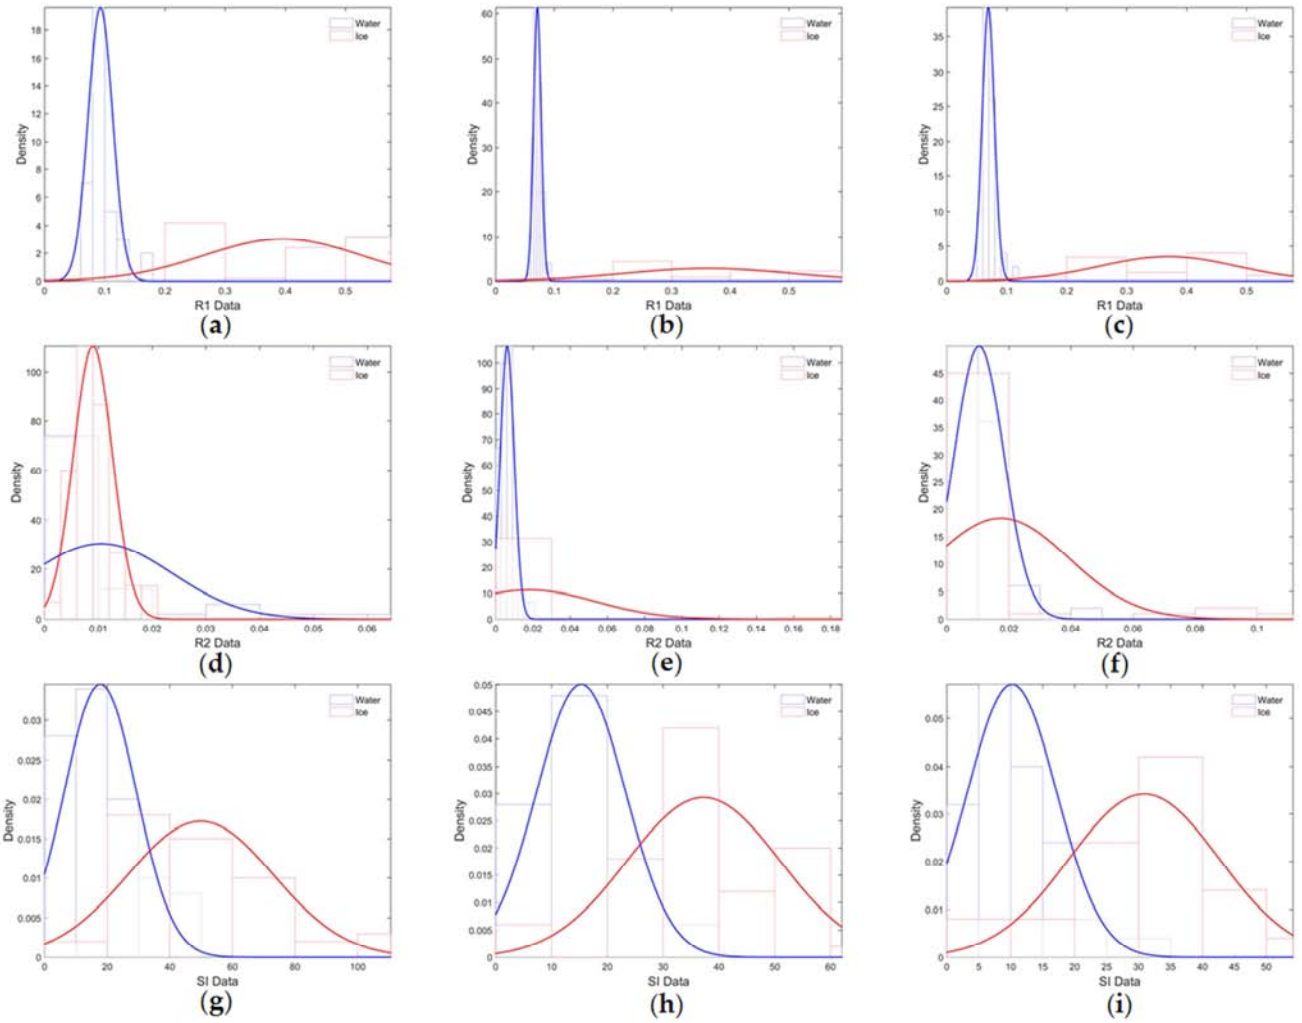 18
16
14
12
10
8
6
4
2
0
Density
Water
Ice
0 0.1 0.2 0.3 0.4 0.5
R1 Data
(a)
60
50
40
30
20
10
0
Density
Water
Ice
0 0.1 0.2 0.3 0.4 0.5
R1 Data
(b)
35
30
25
20
15
10
5
0
Density
Water
Ice
0 0.1 0.2 0.3 0.4 0.5
R1 Data
(c)
100
80
60
40
20
0
Density
Water
Ice
0 0.01 0.02 0.03 0.04 0.05 0.06
R2 Data
(d)
100
90
80
70
60
50
40
30
20
10
0
Density
Water
Ice
0 0.02 0.04 0.06 0.08 0.1 0.12 0.14 0.16 0.18
R2 Data
(e)
45
40
35
30
25
20
15
10
5
0
Density
Water
Ice
0 0.02 0.04 0.06 0.08 0.1
R2 Data
(f)
0.03
0.025
0.02
0.015
0.01
0.005
0
Density
Water
Ice
0 20 40 60 80 100
SI Data
(g)
0.05
0.045
0.04
0.035
0.03
0.025
0.02
0.015
0.01
0.005
0
Density
Water
Ice
0 10 20 30 40 50 60
SI Data
(h)
0.05
0.04
0.03
0.02
0.01
0
Density
Water
Ice
0 5 10 15 20 25 30 35 40 45 50
SI Data
(i)